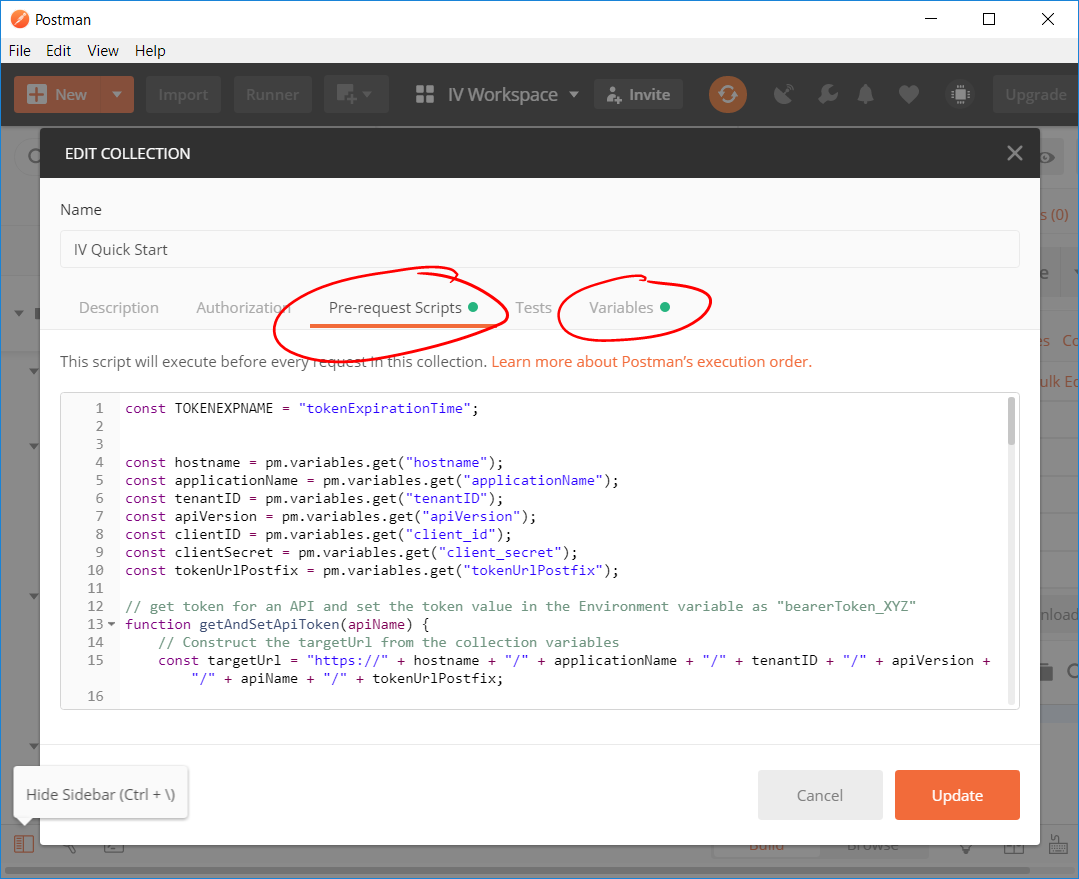 Postman
File Edit View Help
New Import Runner IV Workspace Invite Upgrade
EDIT COLLECTION
Name
s (0)
IV Quick Start
e
Description Authorization Pre-request Scripts Tests Variables
es Co
This script will execute before every request in this collection. Learn more about Postman's execution order.
ulk Ed
1 const TOKENEXPNAME = "tokenExpirationTime";
2
3
4 const hostname = pm.variables.get("hostname");
5 const applicationName = pm.variables.get("applicationName");
6 const tenantID = pm.variables.get("tenantID");
7 const apiVersion = pm.variables.get("apiVersion");
8 const clientID = pm.variables.get("client_id");
9 const clientSecret = pm.variables.get("client_secret");
10 const tokenUrlPostfix = pm.variables.get("tokenUrlPostfix");
11
12 // get token for an API and set the token value in the Environment variable as "bearerToken_XYZ"
13 function getAndSetApiToken(apiName) {
nload
14 // Construct the targetUrl from the collection variables
15 const targetUrl = "https://" + hostname + "/" + applicationName + "/" + tenantID + "/" + apiVersion +
"/" + apiName + "/" + tokenUrlPostfix;
16
Hide Sidebar (Ctrl + \)
Cancel Update
Build Browse